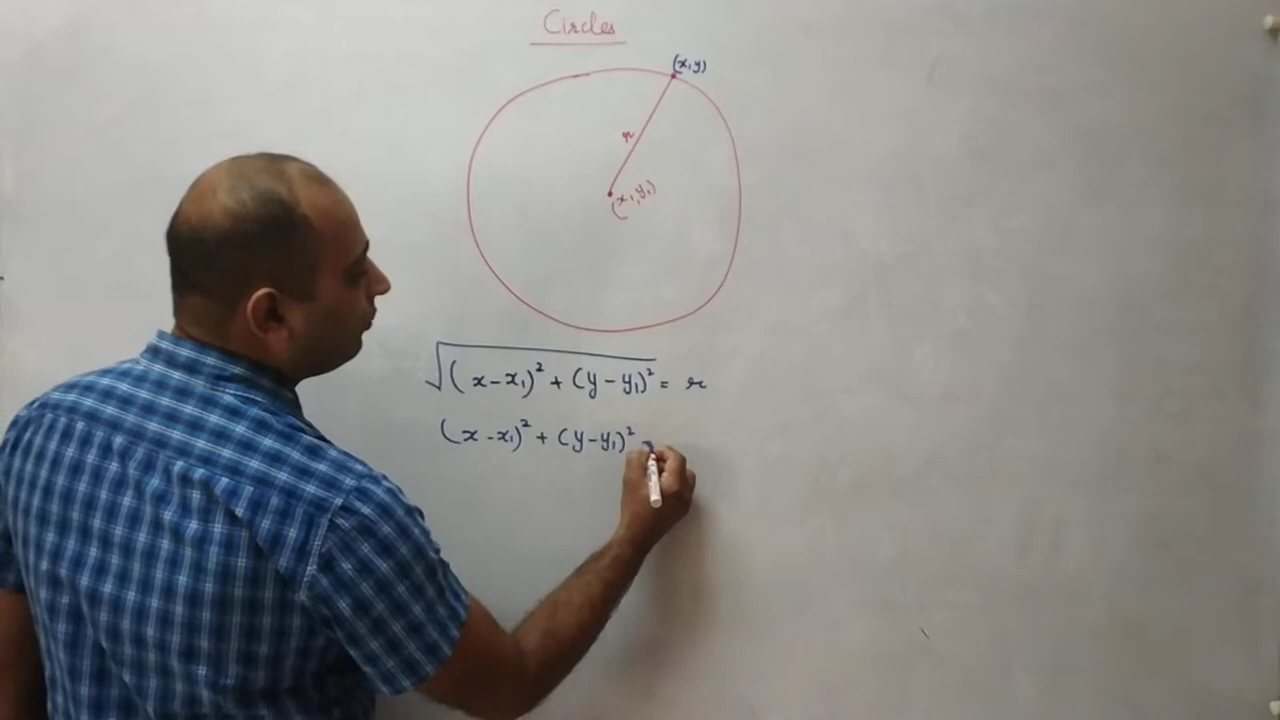 Circles
(x,y)
r
(x₁,y₁)
√(x-x₁)² + (y-y₁)² = r
(x-x₁)² + (y-y₁)² =